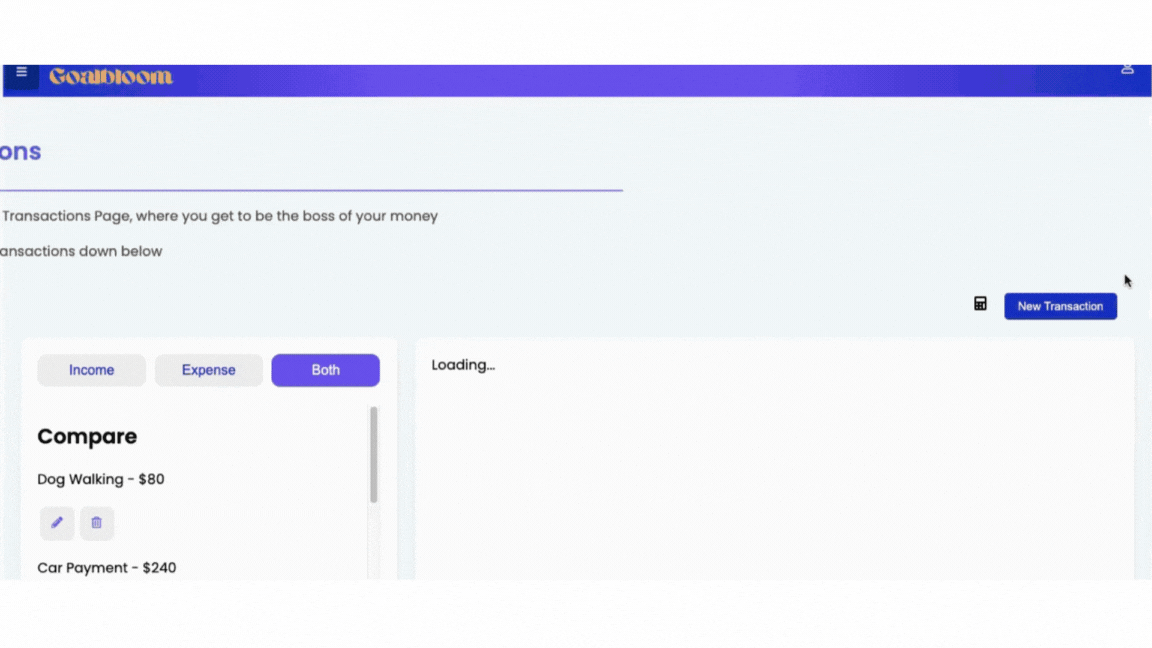 Goalbloom
ons
Transactions Page, where you get to be the boss of your money
ansactions down below
New Transaction
Income Expense Both
Loading...
Compare
Dog Walking - $80
Car Payment - $240